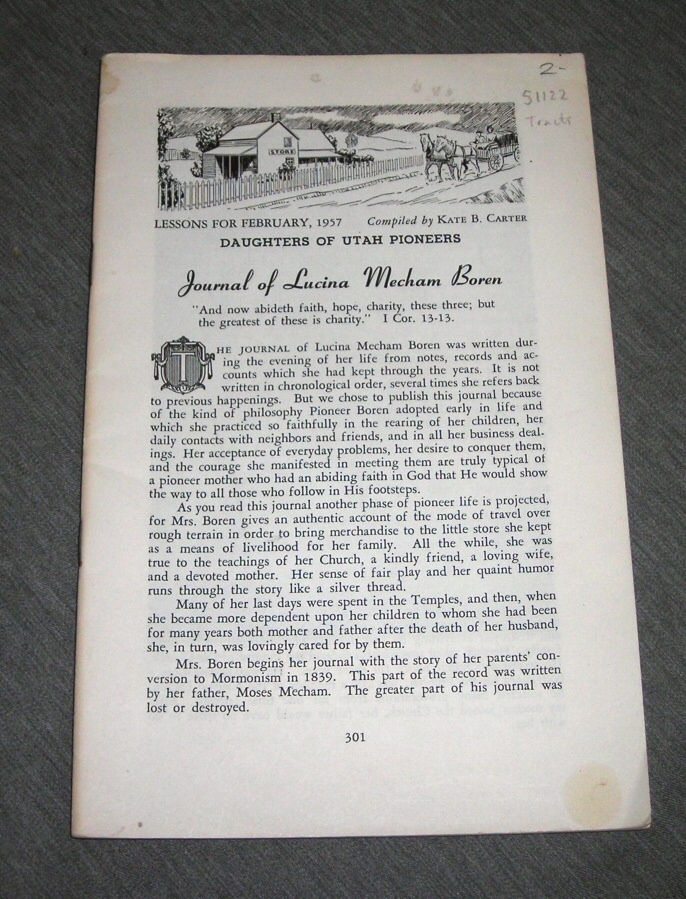 2-
51122
Tracts
STORE
LESSONS FOR FEBRUARY, 1957 Compiled by KATE B. CARTER
DAUGHTERS OF UTAH PIONEERS
Journal of Lucina Mecham Boren
"And now abideth faith, hope, charity, these three; but
the greatest of these is charity." I Cor. 13-13.
THE JOURNAL of Lucina Mecham Boren was written dur-
ing the evening of her life from notes, records and ac-
counts which she had kept through the years. It is not
written in chronological order, several times she refers back
to previous happenings. But we chose to publish this journal because
of the kind of philosophy Pioneer Boren adopted early in life and
which she practiced so faithfully in the rearing of her children, her
daily contacts with neighbors and friends, and in all her business deal-
ings. Her acceptance of everyday problems, her desire to conquer them,
and the courage she manifested in meeting them are truly typical of
a pioneer mother who had an abiding faith in God that He would show
the way to all those who follow in His footsteps.
As you read this journal another phase of pioneer life is projected,
for Mrs. Boren gives an authentic account of the mode of travel over
rough terrain in order to bring merchandise to the little store she kept
as a means of livelihood for her family. All the while, she was
true to the teachings of her Church, a kindly friend, a loving wife,
and a devoted mother. Her sense of fair play and her quaint humor
runs through the story like a silver thread.
Many of her last days were spent in the Temples, and then, when
she became more dependent upon her children to whom she had been
for many years both mother and father after the death of her husband,
she, in turn, was lovingly cared for by them.
Mrs. Boren begins her journal with the story of her parents' con-
version to Mormonism in 1839. This part of the record was written
by her father, Moses Mecham. The greater part of his journal was
lost or destroyed.
301